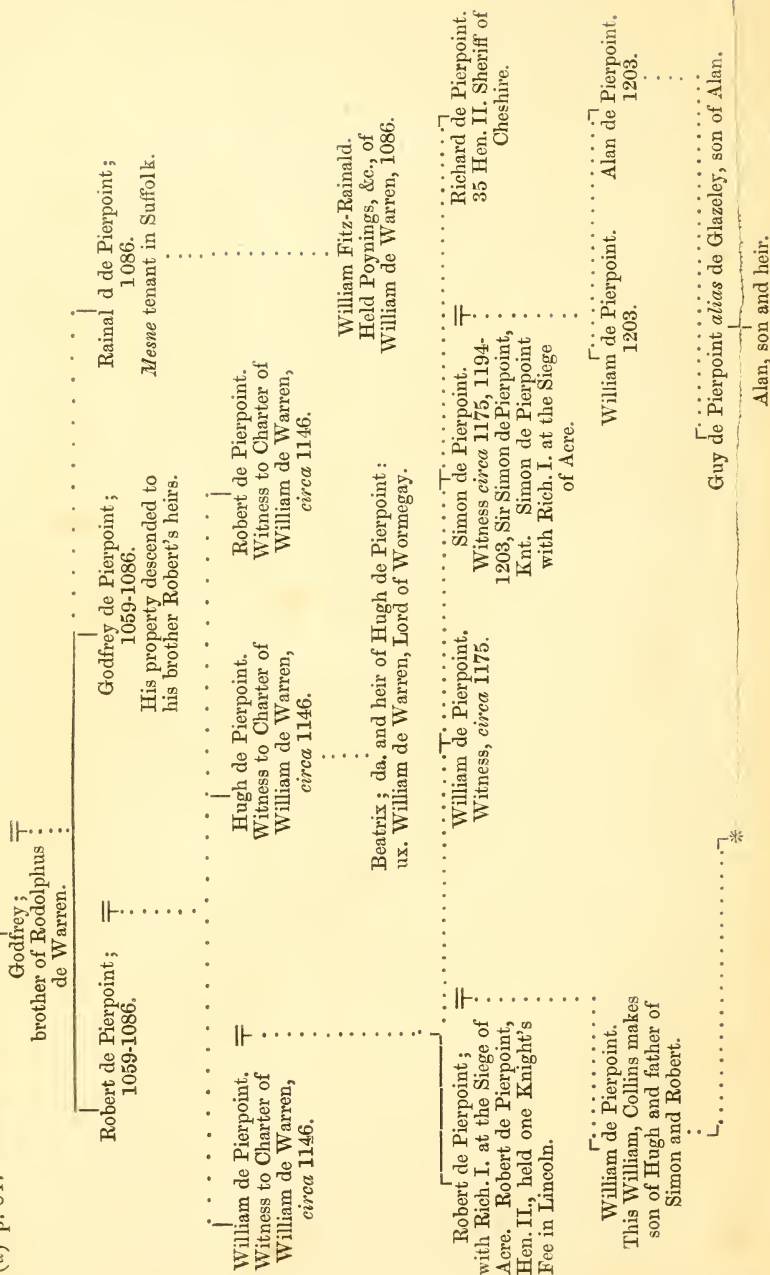 (a) p. 547
Godfrey;
brother of Rodolphus
de Warren.
Robert de Pierpoint;
1059-1086.
Godfrey de Pierpoint;
1059-1086.
His property descended to
his brother Robert's heirs.
Rainal d de Pierpoint;
1086.
Mesne tenant in Suffolk.
William de Pierpoint.
Witness to Charter of
William de Warren,
circa 1146.
Hugh de Pierpoint.
Witness to Charter of
William de Warren,
circa 1146.
Robert de Pierpoint.
Witness to Charter of
William de Warren,
circa 1146.
William Fitz-Rainald.
Held Poynings, &c., of
William de Warren, 1086.
Beatrix; da. and heir of Hugh de Pierpoint:
ux. William de Warren, Lord of Wormegay.
Robert de Pierpoint;
with Rich. I. at the Siege of
Acre. Robert de Pierpoint,
Hen. II., held one Knight's
Fee in Lincoln.
William de Pierpoint.
Witness, circa 1175.
Simon de Pierpoint.
Witness circa 1175, 1194-
1203, Sir Simon de Pierpoint,
Knt. Simon de Pierpoint
with Rich. I. at the Siege
of Acre.
Richard de Pierpoint.
35 Hen. II. Sheriff of
Cheshire.
William de Pierpoint.
This William, Collins makes
son of Hugh and father of
Simon and Robert.
William de Pierpoint.
1203.
Alan de Pierpoint.
1203.
*
Guy de Pierpoint alias de Glazeley, son of Alan.
Alan, son and heir.